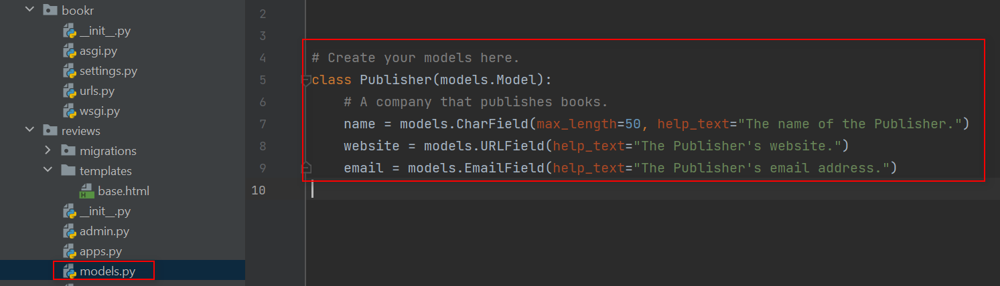 bookr
__init__.py
asgi.py
settings.py
urls.py
wsgi.py
reviews
migrations
templates
H
base.html
__init__.py
admin.py
apps.py
models.py
2
3
4 # Create your models here.
5 class Publisher(models.Model):
6 # A company that publishes books.
7 name = models.CharField(max_length=50, help_text="The name of the Publisher.")
8 website = models.URLField(help_text="The Publisher's website.")
9 email = models.EmailField(help_text="The Publisher's email address.")
10